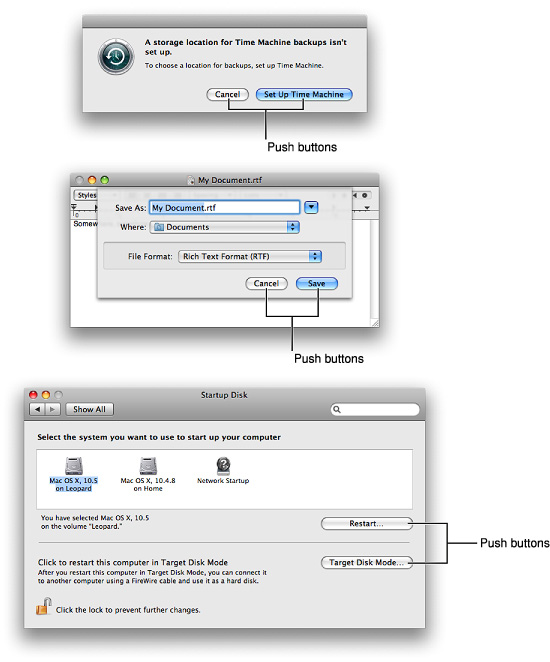 A storage location for Time Machine backups isn't
set up.
To choose a location for backups, set up Time Machine.
Cancel
Set Up Time Machine
Push buttons
My Document.rtf
Styles
Save As: My Document.rtf
Where: Documents
File Format: Rich Text Format (RTF)
Cancel
Save
Push buttons
Startup Disk
Show All
Select the system you want to use to start up your computer
Mac OS X, 10.5
on Leopard
Mac OS X, 10.4.8
on Home
Network Startup
You have selected Mac OS X, 10.5
on the volume "Leopard."
Restart...
Push buttons
Click to restart this computer in Target Disk Mode
Target Disk Mode...
After you restart this computer in Target Disk Mode, you can connect it
to another computer using a FireWire cable and use it as a hard disk.
Click the lock to prevent further changes.